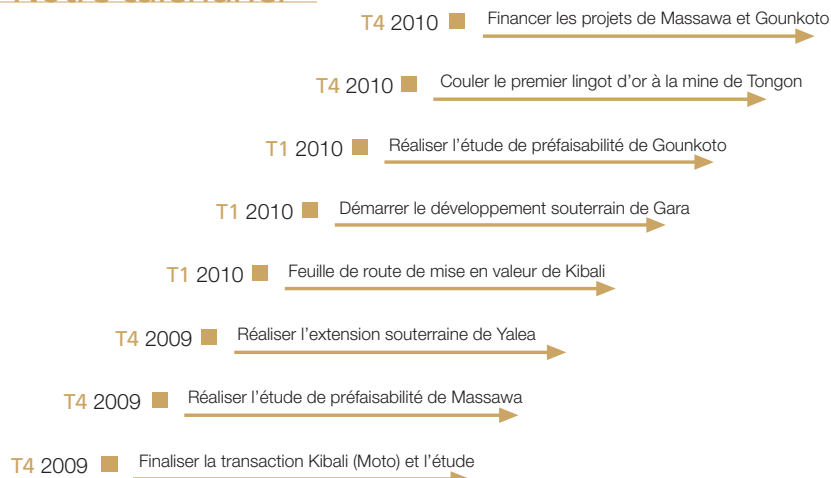 T4 2010 Financer les projets de Massawa et Gounkoto
T4 2010 Couler le premier lingot d'or à la mine de Tongon
T1 2010 Réaliser l'étude de préfaisabilité de Gounkoto
T1 2010 Démarrer le développement souterrain de Gara
T1 2010 Feuille de route de mise en valeur de Kibali
T4 2009 Réaliser l'extension souterraine de Yalea
T4 2009 Réaliser l'étude de préfaisabilité de Massawa
T4 2009 Finaliser la transaction Kibali (Moto) et l'étude